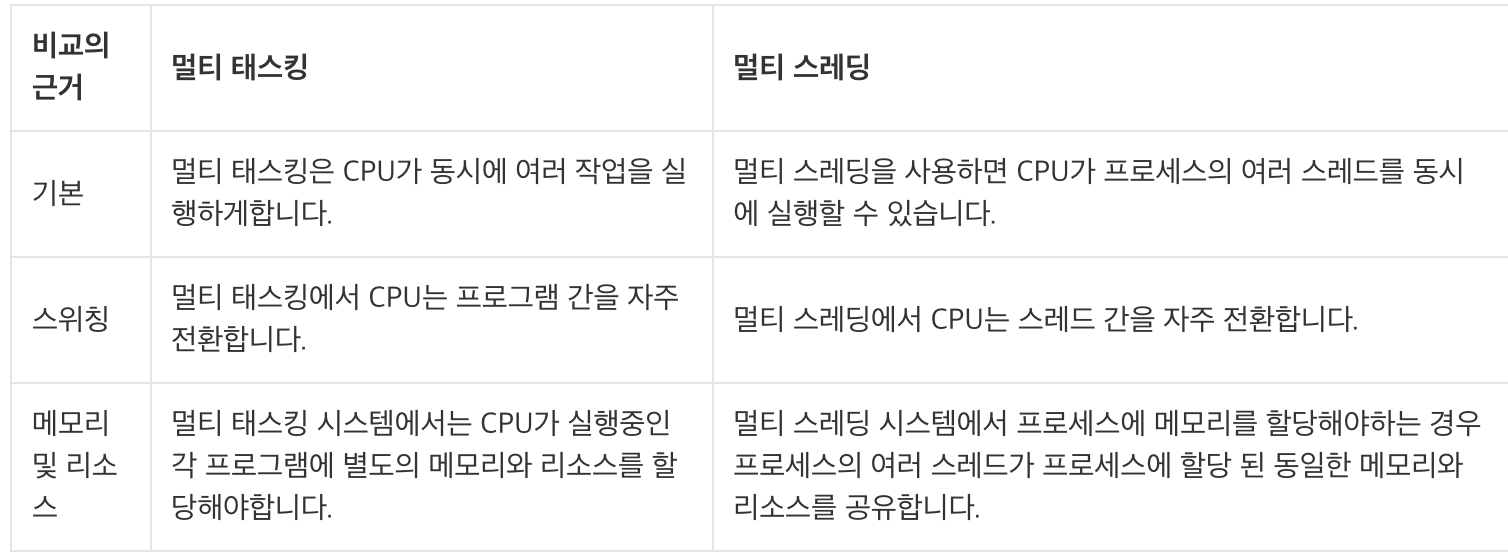 비교의
근거
멀티 태스킹
멀티 스레딩
기본
멀티 태스킹은 CPU가 동시에 여러 작업을 실
행하게합니다.
멀티 스레딩을 사용하면 CPU가 프로세스의 여러 스레드를 동시
에 실행할 수 있습니다.
스위칭
멀티 태스킹에서 CPU는 프로그램 간을 자주
전환합니다.
멀티 스레딩에서 CPU는 스레드 간을 자주 전환합니다.
메모리
및 리소
스
멀티 태스킹 시스템에서는 CPU가 실행중인
각 프로그램에 별도의 메모리와 리소스를 할
당해야합니다.
멀티 스레딩 시스템에서 프로세스에 메모리를 할당해야하는 경우
프로세스의 여러 스레드가 프로세스에 할당 된 동일한 메모리와
리소스를 공유합니다.